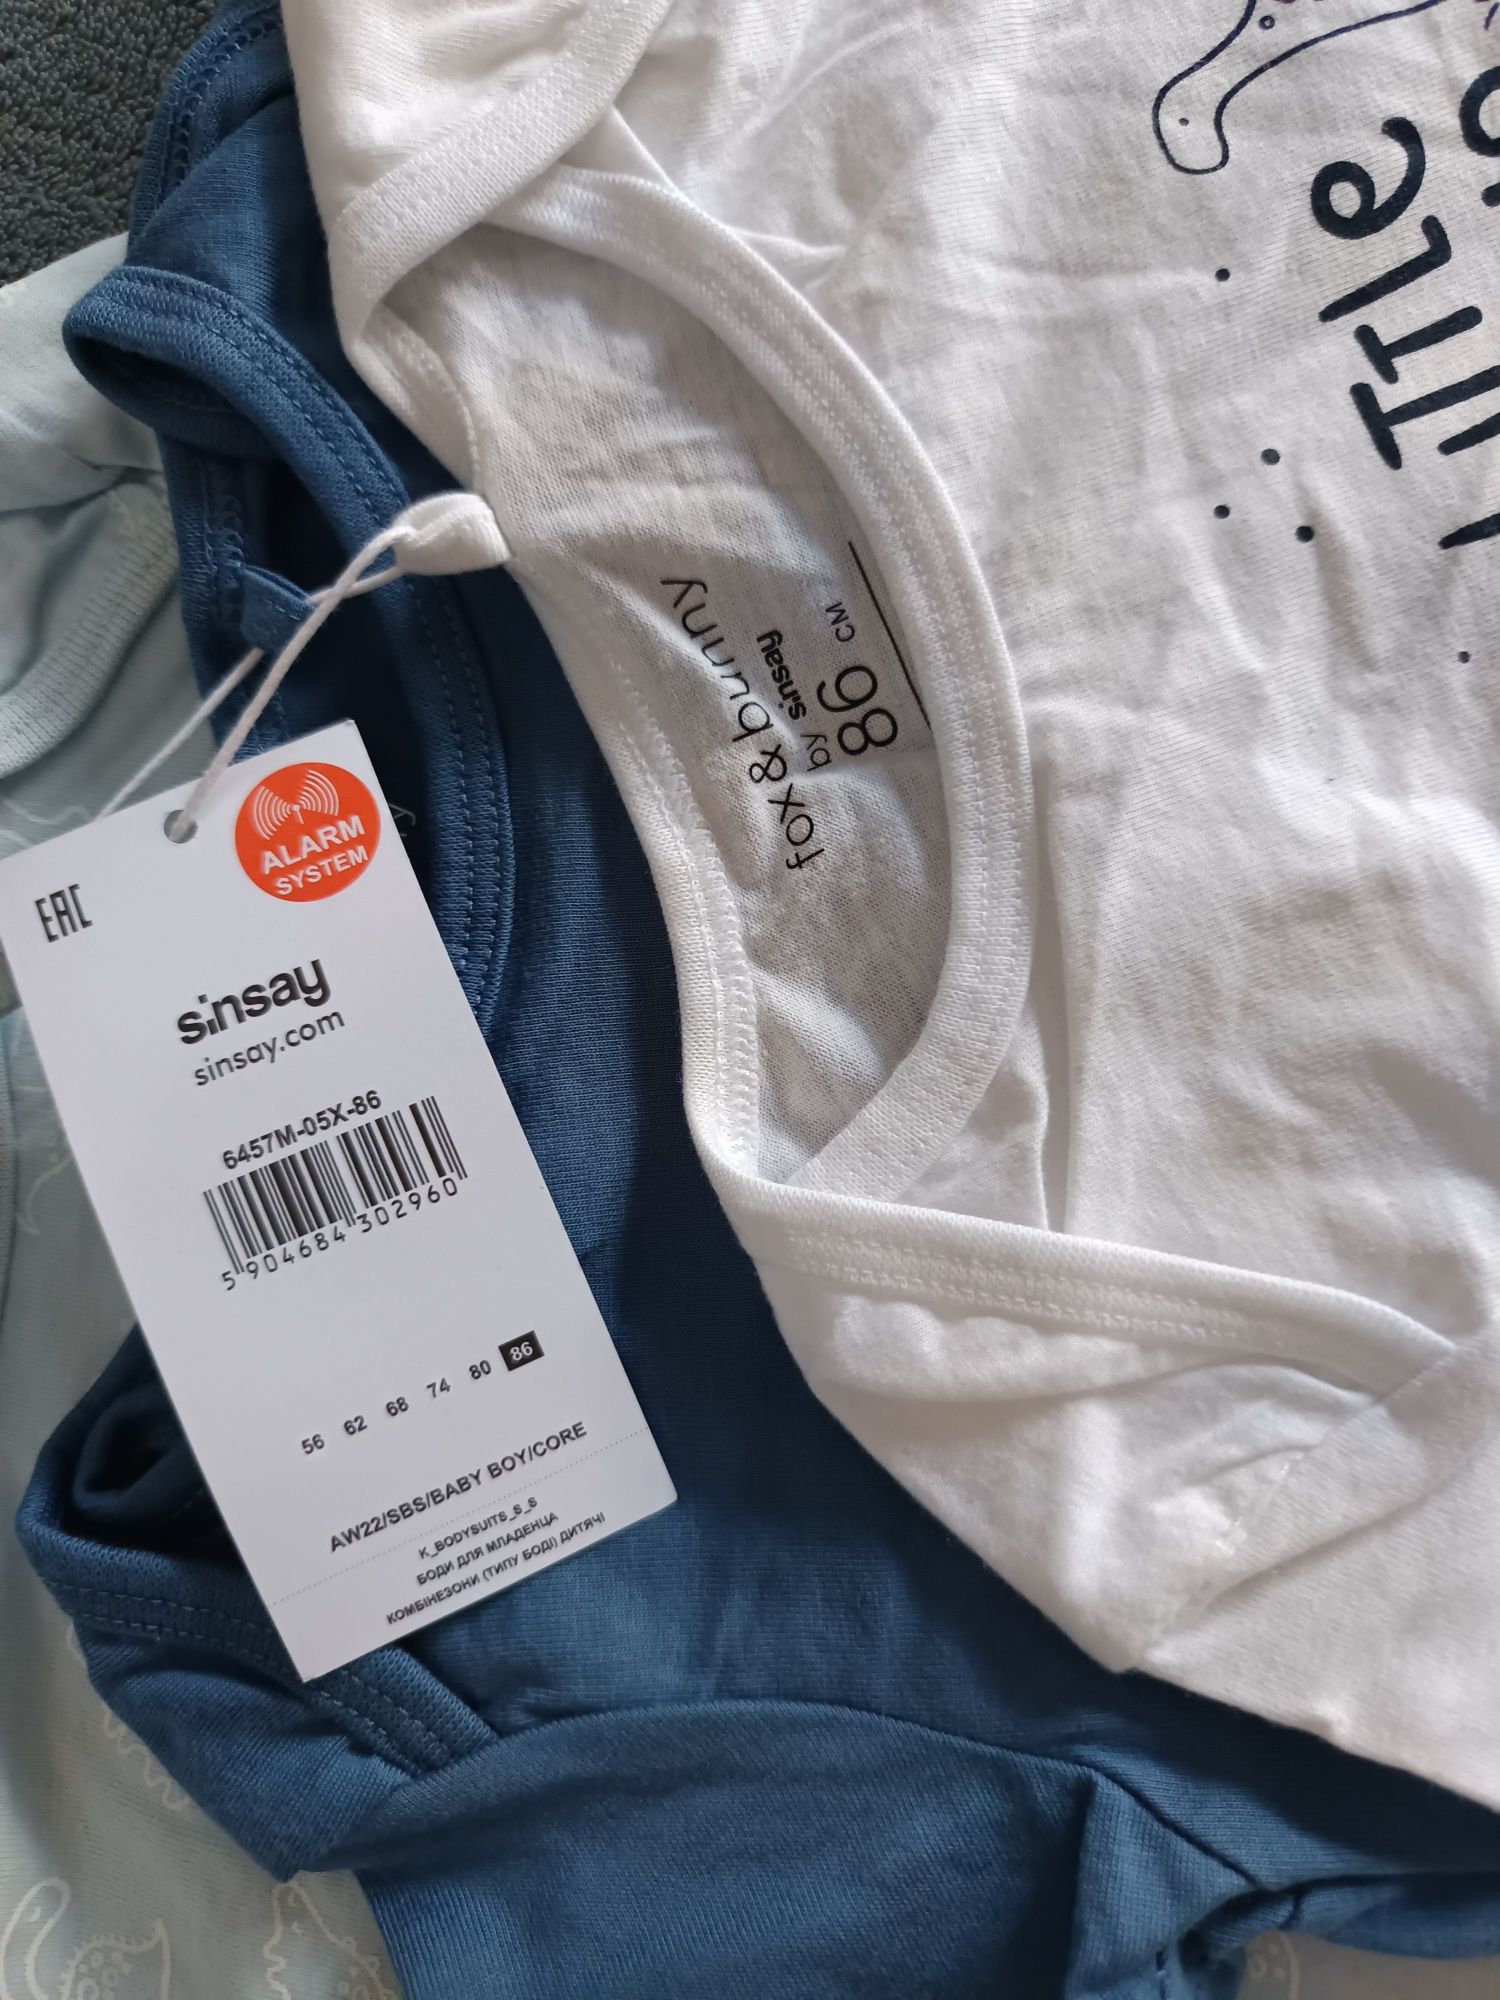 EAC
ALARM
SYSTEM
sinsay
sinsay.com
6457M-05X-86
5 904684 302960
56 62 68 74 80 86
AW22/SBS/BABY BOY/CORE
K_BODYSUITS_S_S
БОДИ ДЛЯ МЛАДЕНЦА
КОМБІНЕЗОНИ (ТИПУ БОДІ) ДИТЯЧІ
fox & bunny
by sinsay
86 CM